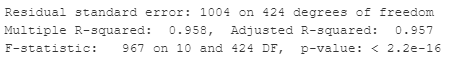 Residual standard error: 1004 on 424 degrees of freedom
Multiple R-squared:  0.958,  Adjusted R-squared:  0.957
F-statistic:   967 on 10 and 424 DF,  p-value: < 2.2e-16